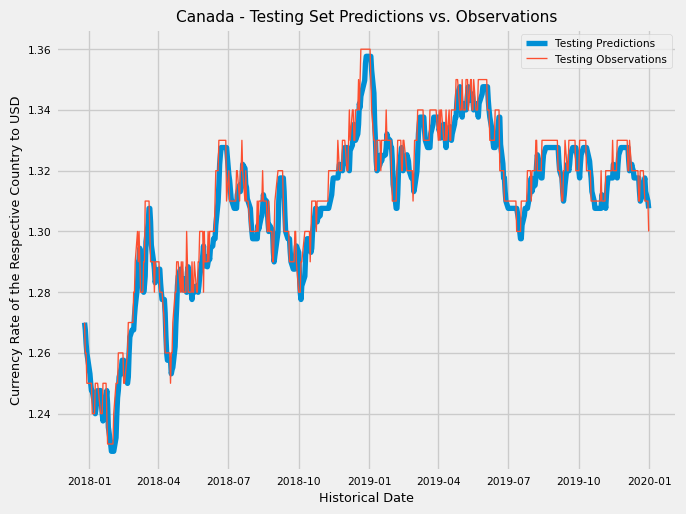 Canada - Testing Set Predictions vs. Observations
Testing Predictions
Testing Observations
Currency Rate of the Respective Country to USD
1.36
1.34
1.32
1.30
1.28
1.26
1.24
2018-01 2018-04 2018-07 2018-10 2019-01 2019-04 2019-07 2019-10 2020-01
Historical Date